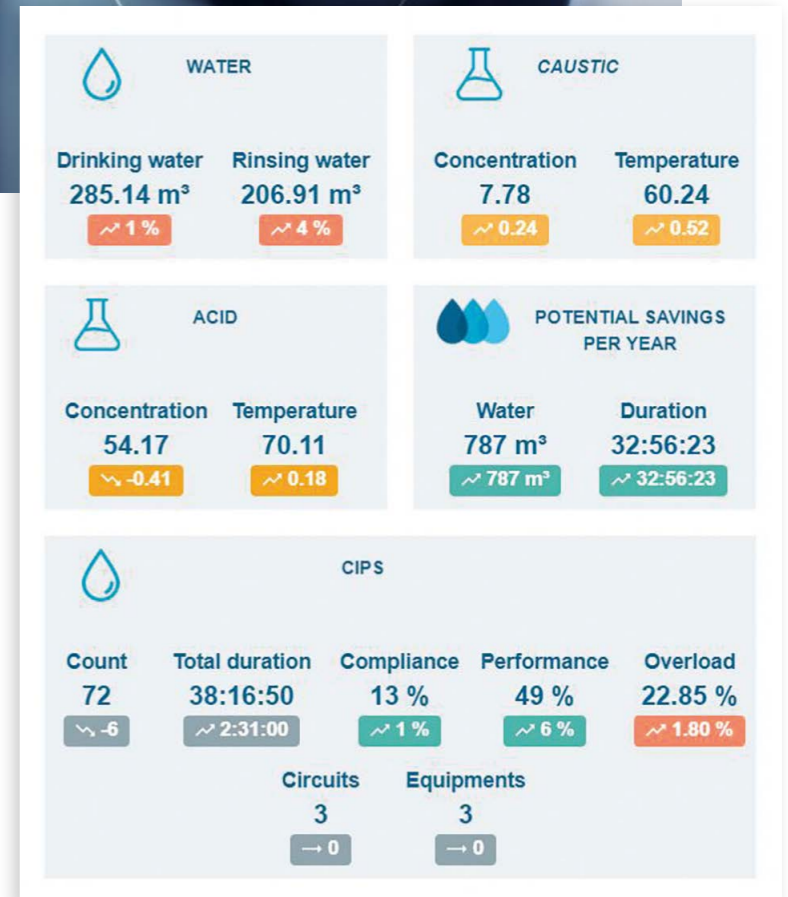 WATER
Drinking water Rinsing water
285.14 m³ 206.91 m³
1 % 4 %
CAUSTIC
Concentration Temperature
7.78 60.24
0.24 0.52
ACID
Concentration Temperature
54.17 70.11
-0.41 0.18
POTENTIAL SAVINGS
PER YEAR
Water Duration
787 m³ 32:56:23
787 m³ 32:56:23
CIPS
Count Total duration Compliance Performance Overload
72 38:16:50 13 % 49 % 22.85 %
-6 2:31:00 1 % 6 % 1.80 %
Circuits Equipments
3 3
0 0